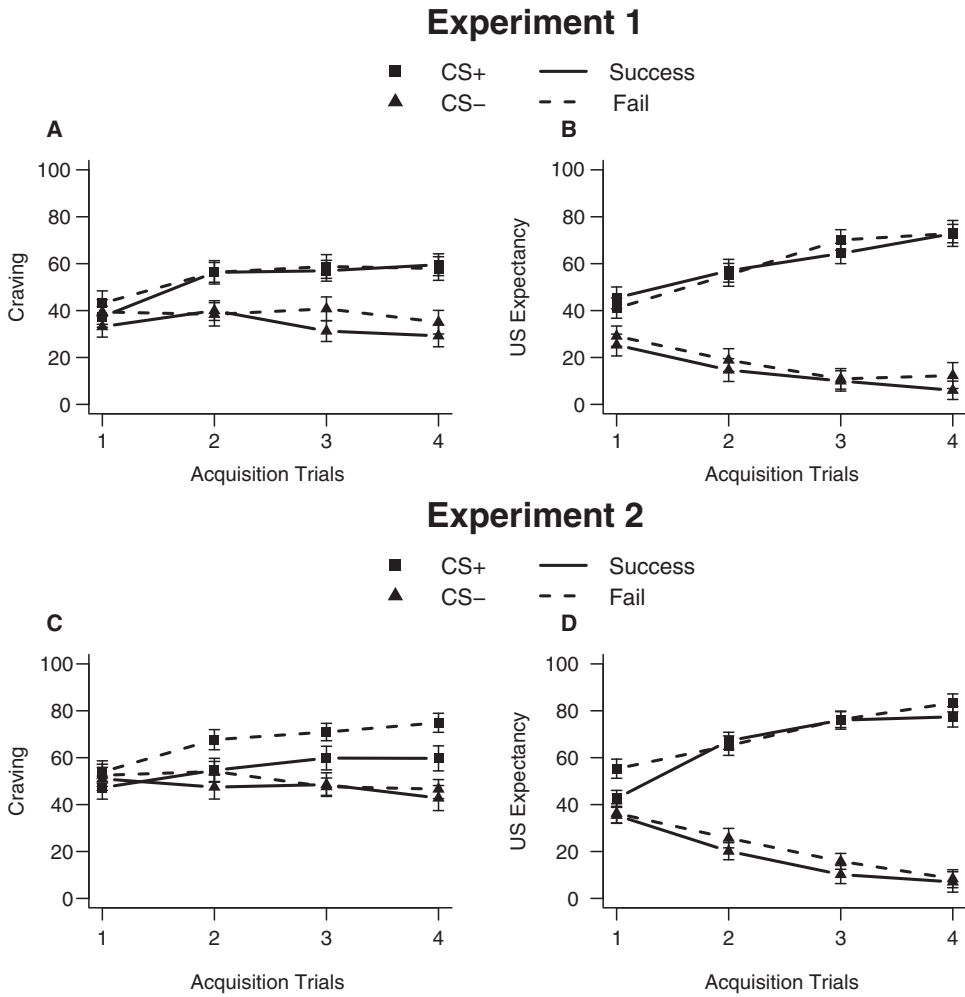 Experiment 1
CS+ Success
CS− Fail
A
B
100
80
60
40
20
0
Craving
1 2 3 4
Acquisition Trials
100
80
60
40
20
0
US Expectancy
1 2 3 4
Acquisition Trials
Experiment 2
CS+ Success
CS− Fail
C
D
100
80
60
40
20
0
Craving
1 2 3 4
Acquisition Trials
100
80
60
40
20
0
US Expectancy
1 2 3 4
Acquisition Trials